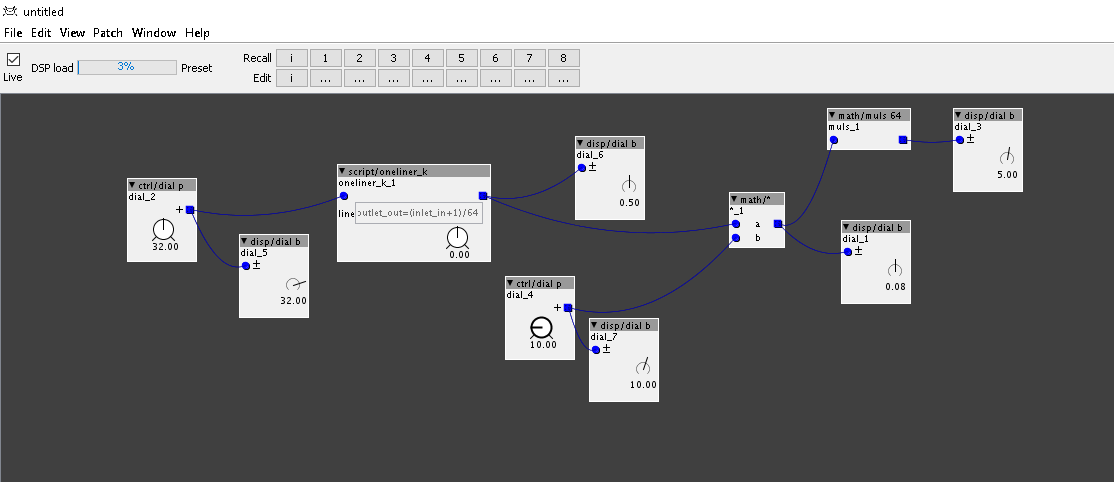 untitled
File Edit View Patch Window Help
Live
DSP load
3%
Preset
Recall i 1 2 3 4 5 6 7 8
Edit i ... ... ... ... ... ... ... ...
ctrl/dial p
dial_2
+
32.00
disp/dial b
dial_5
±
32.00
script/oneliner_k
oneliner_k_1
line outlet_out=(inlet_in+1)/64
0.00
disp/dial b
dial_6
±
0.50
ctrl/dial p
dial_4
+
10.00
disp/dial b
dial_7
±
10.00
math/*
*_1
a
b
math/muls 64
muls_1
disp/dial b
dial_3
±
5.00
disp/dial b
dial_1
±
0.08